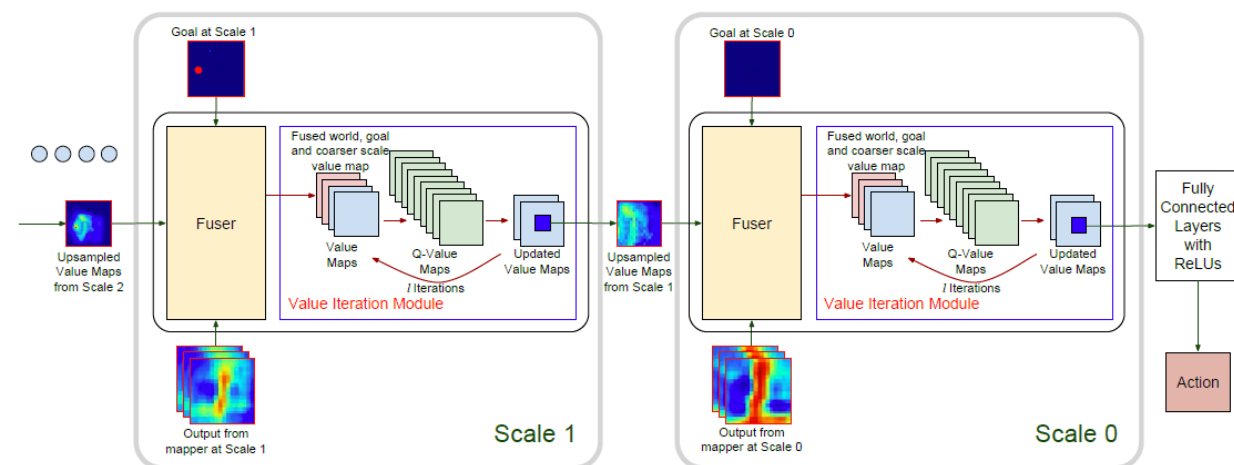 Goal at Scale 1
Fused world, goal
and coarser scale
value map
Fuser
Value
Maps
Q-Value
Maps
Updated
Value Maps
l Iterations
Value Iteration Module
Upsampled
Value Maps
from Scale 2
Output from
mapper at Scale 1
Scale 1
Upsampled
Value Maps
from Scale 1
Goal at Scale 0
Fused world, goal
and coarser scale
value map
Fuser
Value
Maps
Q-Value
Maps
Updated
Value Maps
l Iterations
Value Iteration Module
Output from
mapper at Scale 0
Scale 0
Fully
Connected
Layers
with
ReLUs
Action